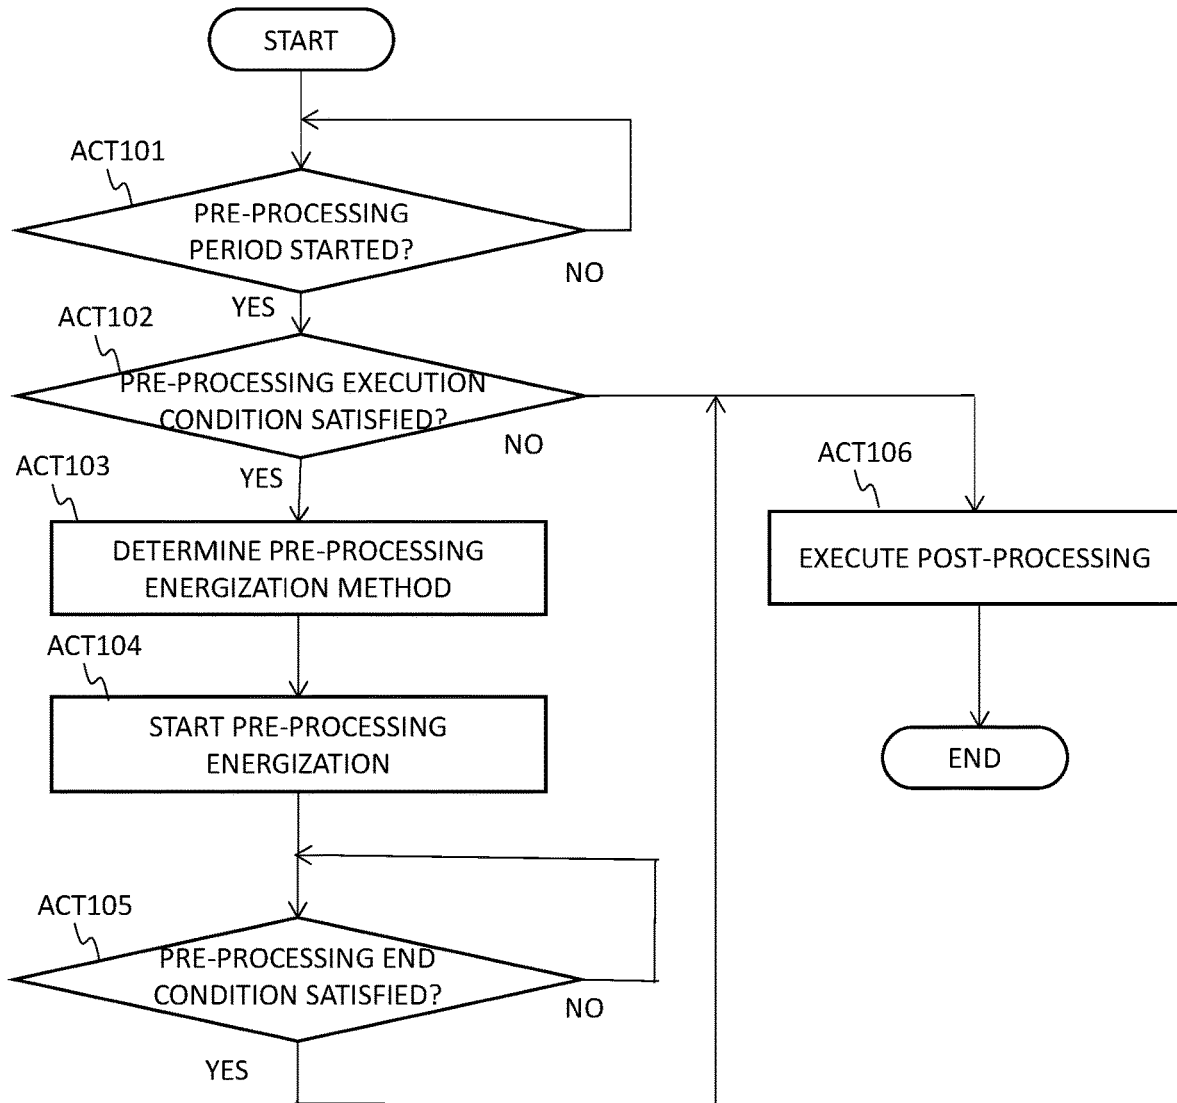 START
ACT101
PRE-PROCESSING
PERIOD STARTED?
NO
YES
ACT102
PRE-PROCESSING EXECUTION
CONDITION SATISFIED?
NO
YES
ACT103
DETERMINE PRE-PROCESSING
ENERGIZATION METHOD
ACT104
START PRE-PROCESSING
ENERGIZATION
ACT105
PRE-PROCESSING END
CONDITION SATISFIED?
NO
YES
ACT106
EXECUTE POST-PROCESSING
END